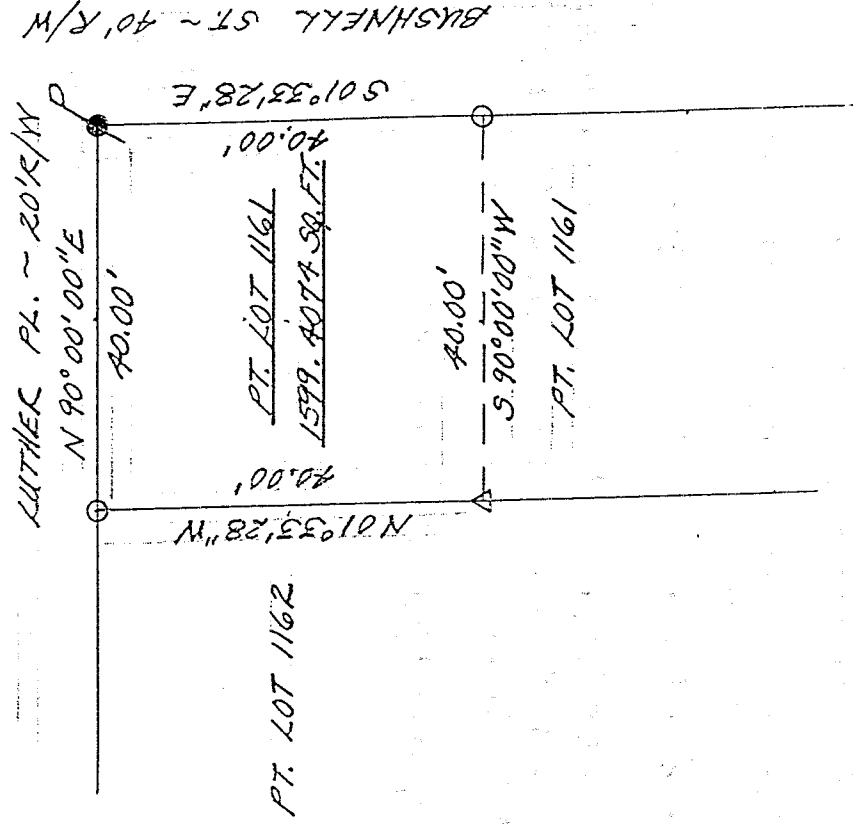 BUSHNELL ST. ~ 40' R/W
LUTHER PL. ~ 20'R/W
N 90°00'00"E
40.00'
S 01°33'28"E
40.00'
PT. LOT 1161
1599.4074 SQ. FT.
40.00'
S 90°00'00"W
40.00'
N 01°33'28"W
PT. LOT 1161
PT. LOT 1162